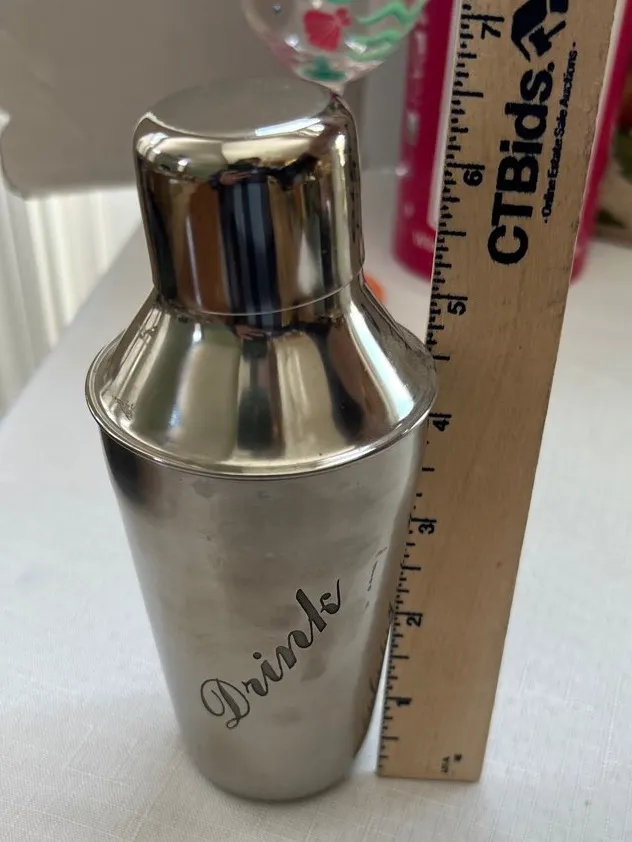 Drink
CTBids.
-Online Estate Sale Auctions-
7
6
5
4
3
2
1